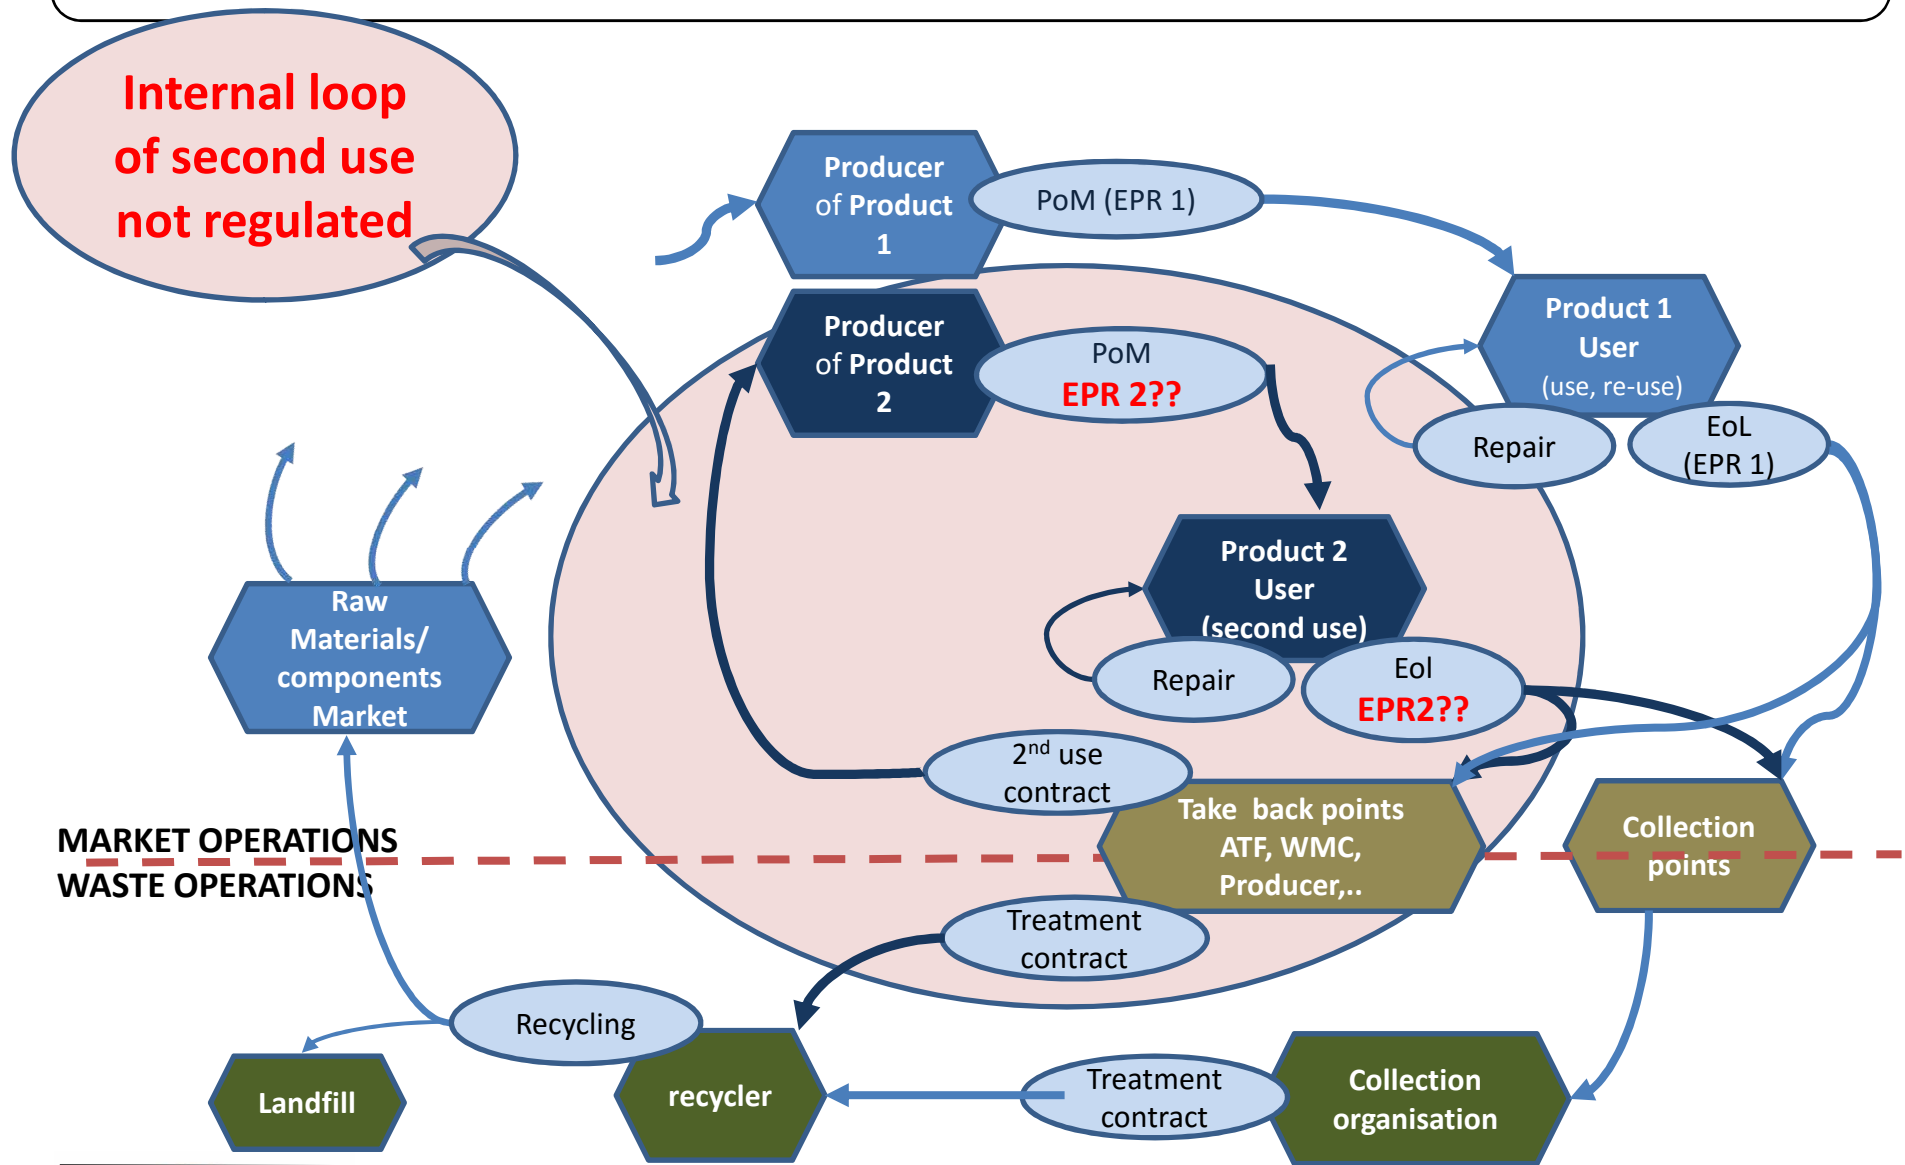 Internal loop
of second use
not regulated
Producer
of Product
1
PoM (EPR 1)
Product 1
User
(use, re-use)
Repair
EoL
(EPR 1)
Producer
of Product
2
PoM
EPR 2??
Product 2
User
(second use)
Repair
Eol
EPR2??
Raw
Materials/
components
Market
2nd use
contract
Take back points
ATF, WMC,
Producer,..
Collection
points
MARKET OPERATIONS
WASTE OPERATIONS
Treatment
contract
Recycling
Landfill
recycler
Treatment
contract
Collection
organisation